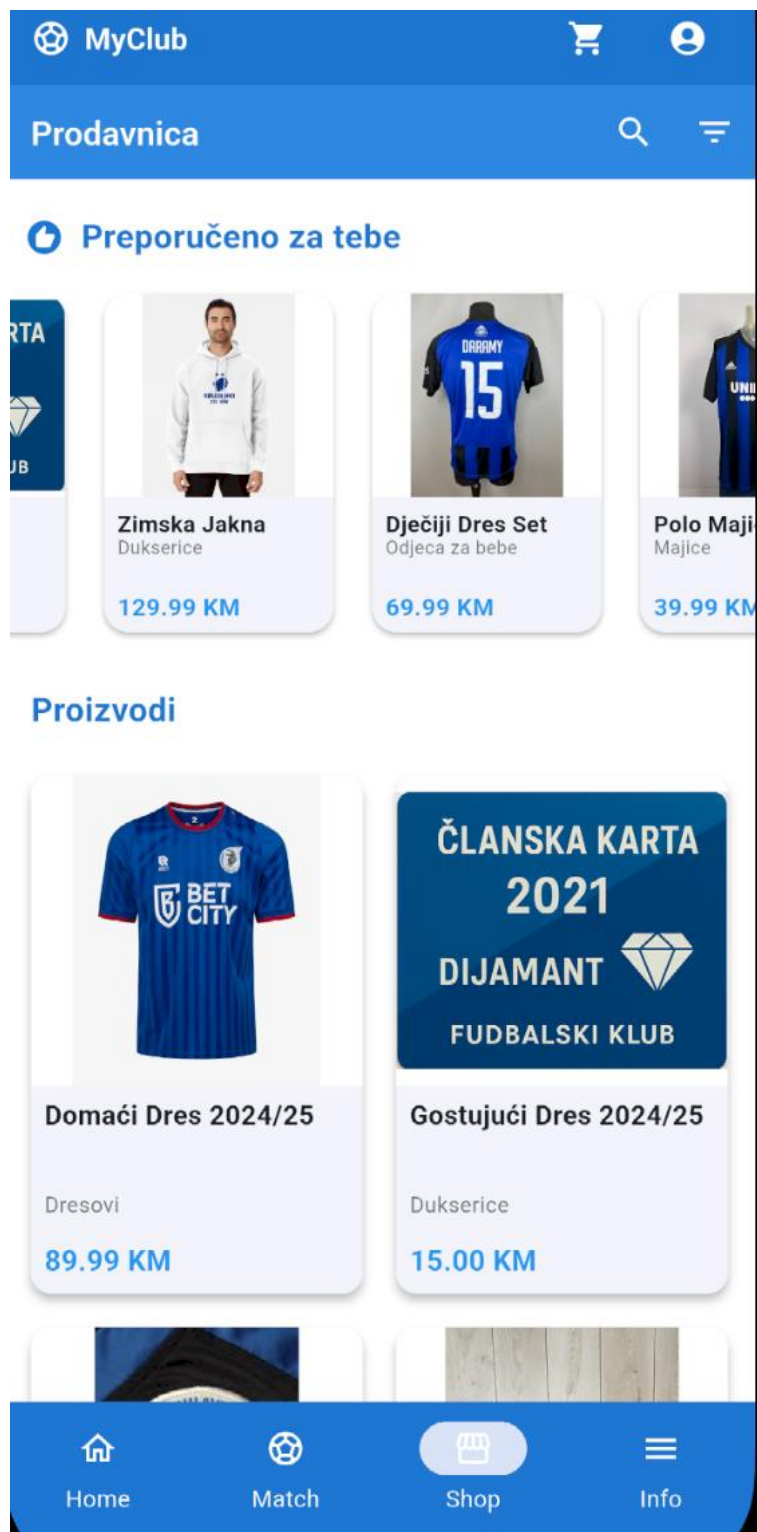 MyClub
Prodavnica
Preporučeno za tebe
DARAMY
15
Zimska Jakna
Dukserice
129.99 KM
Dječiji Dres Set
Odjeca za bebe
69.99 KM
Polo Maji
Majice
39.99 KM
Proizvodi
2
BET
CITY
ČLANSKA KARTA
2021
DIJAMANT
FUDBALSKI KLUB
Domaći Dres 2024/25
Dresovi
89.99 KM
Gostujući Dres 2024/25
Dukserice
15.00 KM
Home
Match
Shop
Info